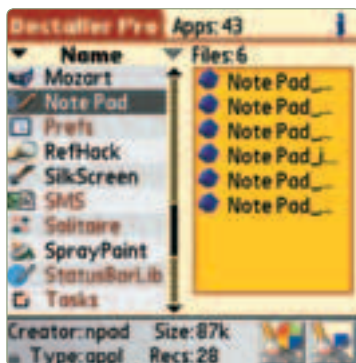 Destaller Pro Apps: 43 i
Name Files: 6
Mozart
Note Pad
Prefs
RefHack
SilkScreen
SMS
Solitaire
SprayPaint
StatusBarLib
Tasks
Note Pad_...
Note Pad_...
Note Pad_...
Note Pad_i...
Note Pad_...
Note Pad_...
Creator: npad Size: 87k
Type: appl Recs: 28